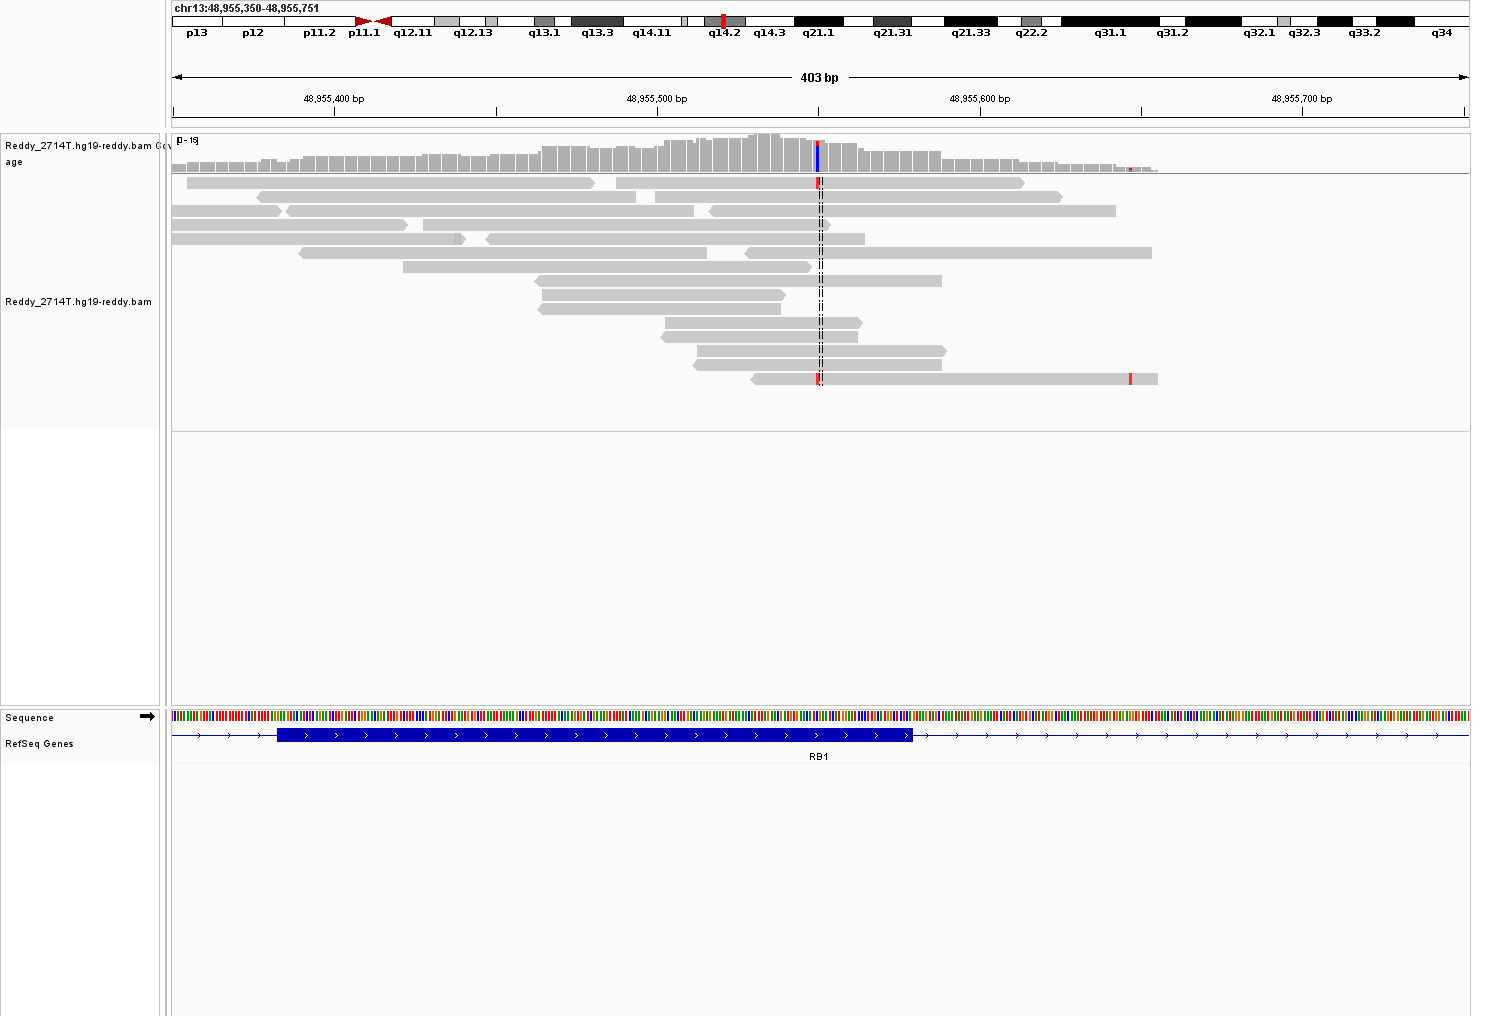 chr13:48,955,350-48,955,751
p13 p12 p11.2 p11.1 q12.11 q12.13 q13.1 q13.3 q14.11 q14.2 q14.3 q21.1 q21.31 q21.33 q22.2 q31.1 q31.2 q32.1 q32.3 q33.2 q34
403 bp
48,955,400 bp 48,955,500 bp 48,955,600 bp 48,955,700 bp
[0 - 19]
Reddy_2714T.hg19-reddy.bam Cov
age
Reddy_2714T.hg19-reddy.bam
Sequence
RefSeq Genes
RB1